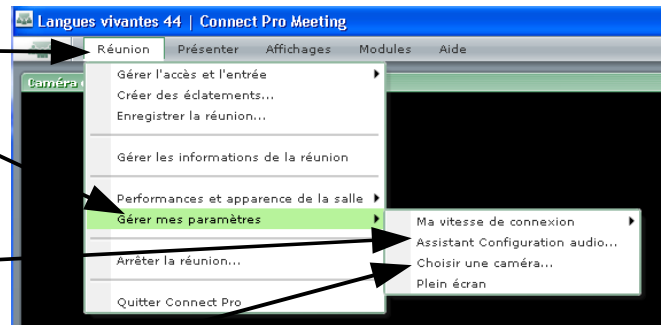 Langues vivantes 44 | Connect Pro Meeting
Réunion Présenter Affichages Modules Aide
Caméra
Gérer l'accès et l'entrée
Créer des éclatements...
Enregistrer la réunion...
Gérer les informations de la réunion
Performances et apparence de la salle
Gérer mes paramètres
Ma vitesse de connexion
Assistant Configuration audio...
Arrêter la réunion...
Choisir une caméra...
Plein écran
Quitter Connect Pro